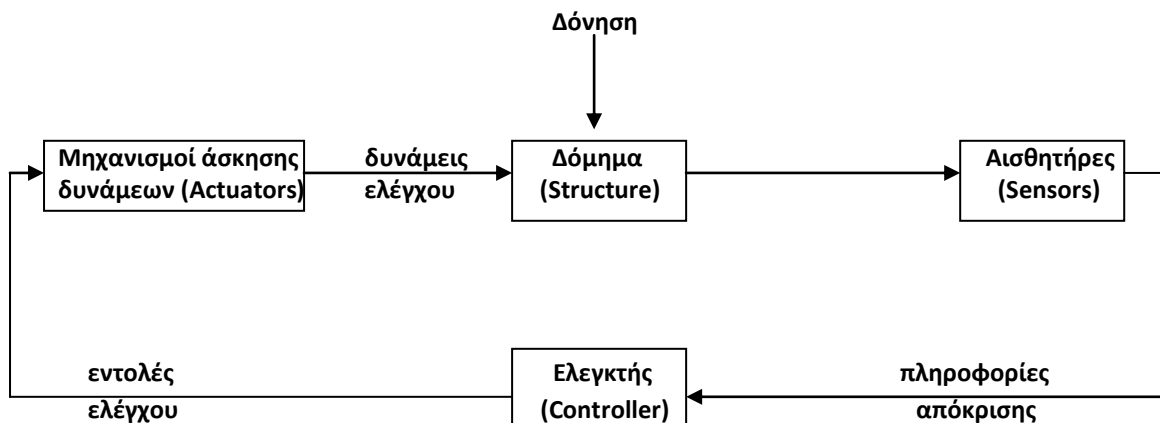 Δόνηση
Μηχανισμοί άσκησης
δυνάμεων (Actuators)
δυνάμεις
ελέγχου
Δόμημα
(Structure)
Αισθητήρες
(Sensors)
εντολές
ελέγχου
Ελεγκτής
(Controller)
πληροφορίες
απόκρισης